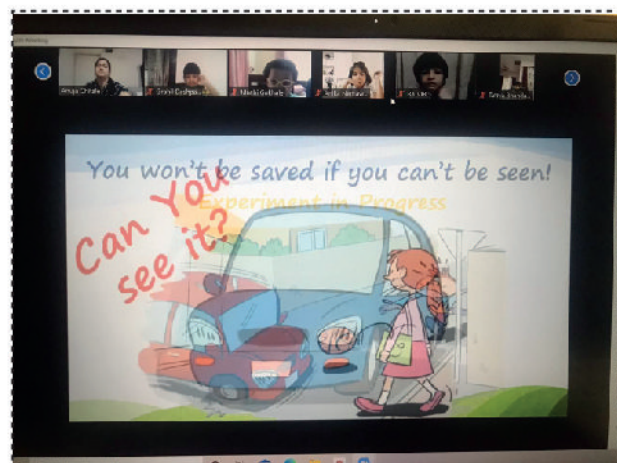 You won't be saved if you can't be seen!
Experiment in Progress
Can You
see it?